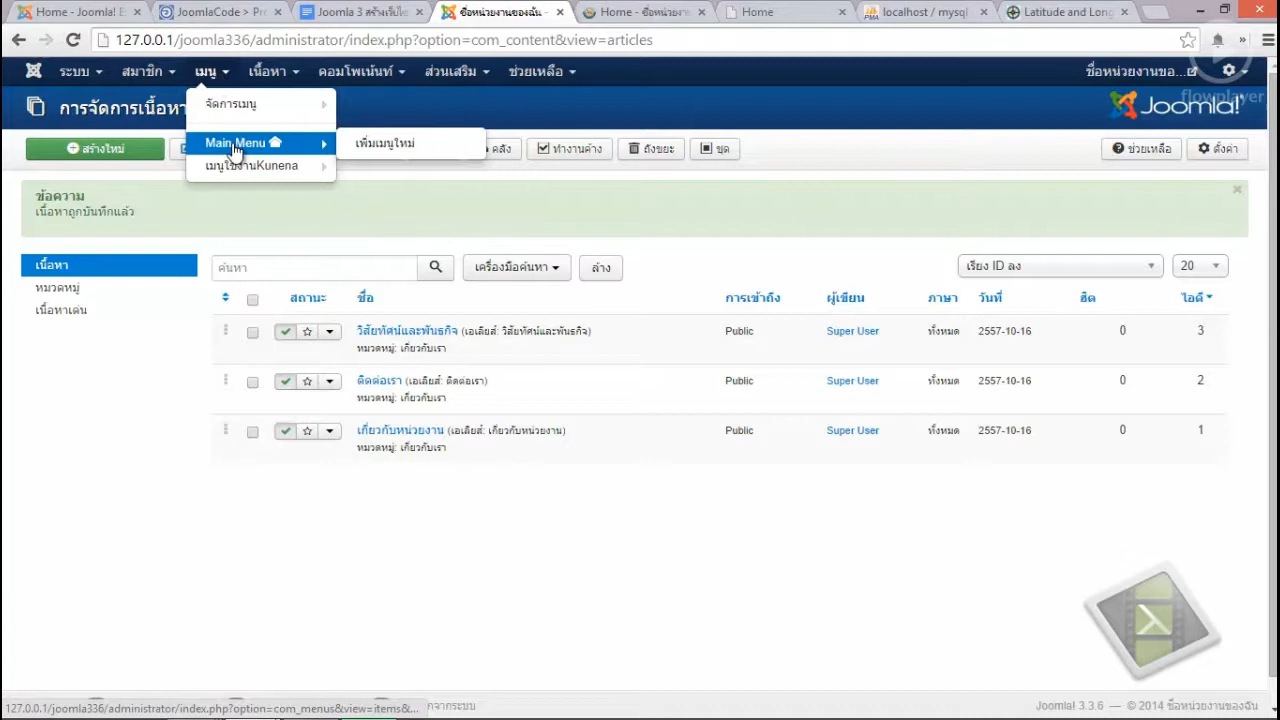 Home - Joomla! E
JoomlaCode > Pro
Joomla 3 สร้างเว็บไซ
ชื่อหน่วยงานของฉัน -
Home - ชื่อหน่วยงาน
Home
localhost / mysql
Latitude and Long
127.0.0.1/joomla336/administrator/index.php?option=com_content&view=articles
ระบบ สมาชิก เมนู เนื้อหา คอมโพเน้นท์ ส่วนเสริม ช่วยเหลือ ชื่อหน่วยงานขอ...
flowplayer
การจัดการเนื้อหา Joomla!
จัดการเมนู
Main Menu เพิ่มเมนูใหม่
เมนูใช้งานKunena
สร้างใหม่ คลัง ทำงานค้าง ถังขยะ ชุด ช่วยเหลือ ตั้งค่า
ข้อความ
เนื้อหาถูกบันทึกแล้ว
เนื้อหา
หมวดหมู่
เนื้อหาเด่น
ค้นหา เครื่องมือค้นหา ล้าง เรียง ID ลง 20
สถานะ ชื่อ การเข้าถึง ผู้เขียน ภาษา วันที่ ฮิต ไอดี
วิสัยทัศน์และพันธกิจ (เอเลียส์: วิสัยทัศน์และพันธกิจ) Public Super User ทั้งหมด 2557-10-16 0 3
หมวดหมู่: เกี่ยวกับเรา
ติดต่อเรา (เอเลียส์: ติดต่อเรา) Public Super User ทั้งหมด 2557-10-16 0 2
หมวดหมู่: เกี่ยวกับเรา
เกี่ยวกับหน่วยงาน (เอเลียส์: เกี่ยวกับหน่วยงาน) Public Super User ทั้งหมด 2557-10-16 0 1
หมวดหมู่: เกี่ยวกับเรา
127.0.0.1/joomla336/administrator/index.php?option=com_menus&view=items&...
กจากระบบ Joomla! 3.3.6 — © 2014 ชื่อหน่วยงานของฉัน